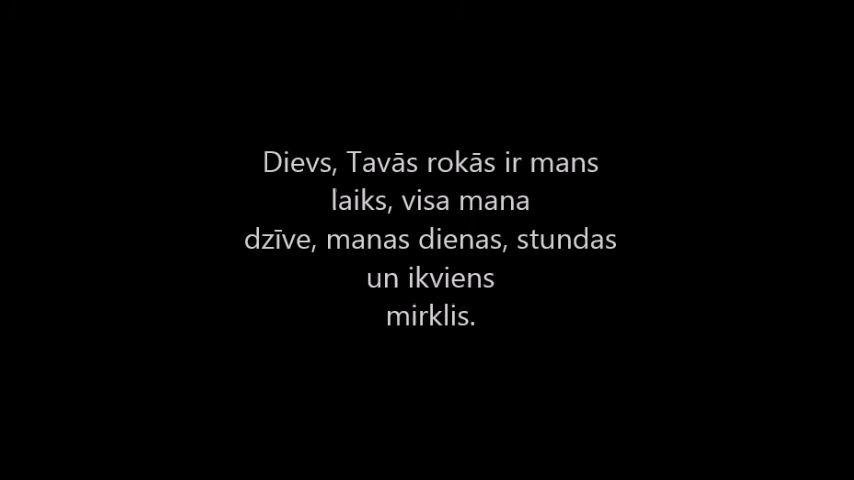 Dievs, Tavās rokās ir mans
laiks, visa mana
dzīve, manas dienas, stundas
un ikviens
mirklis.